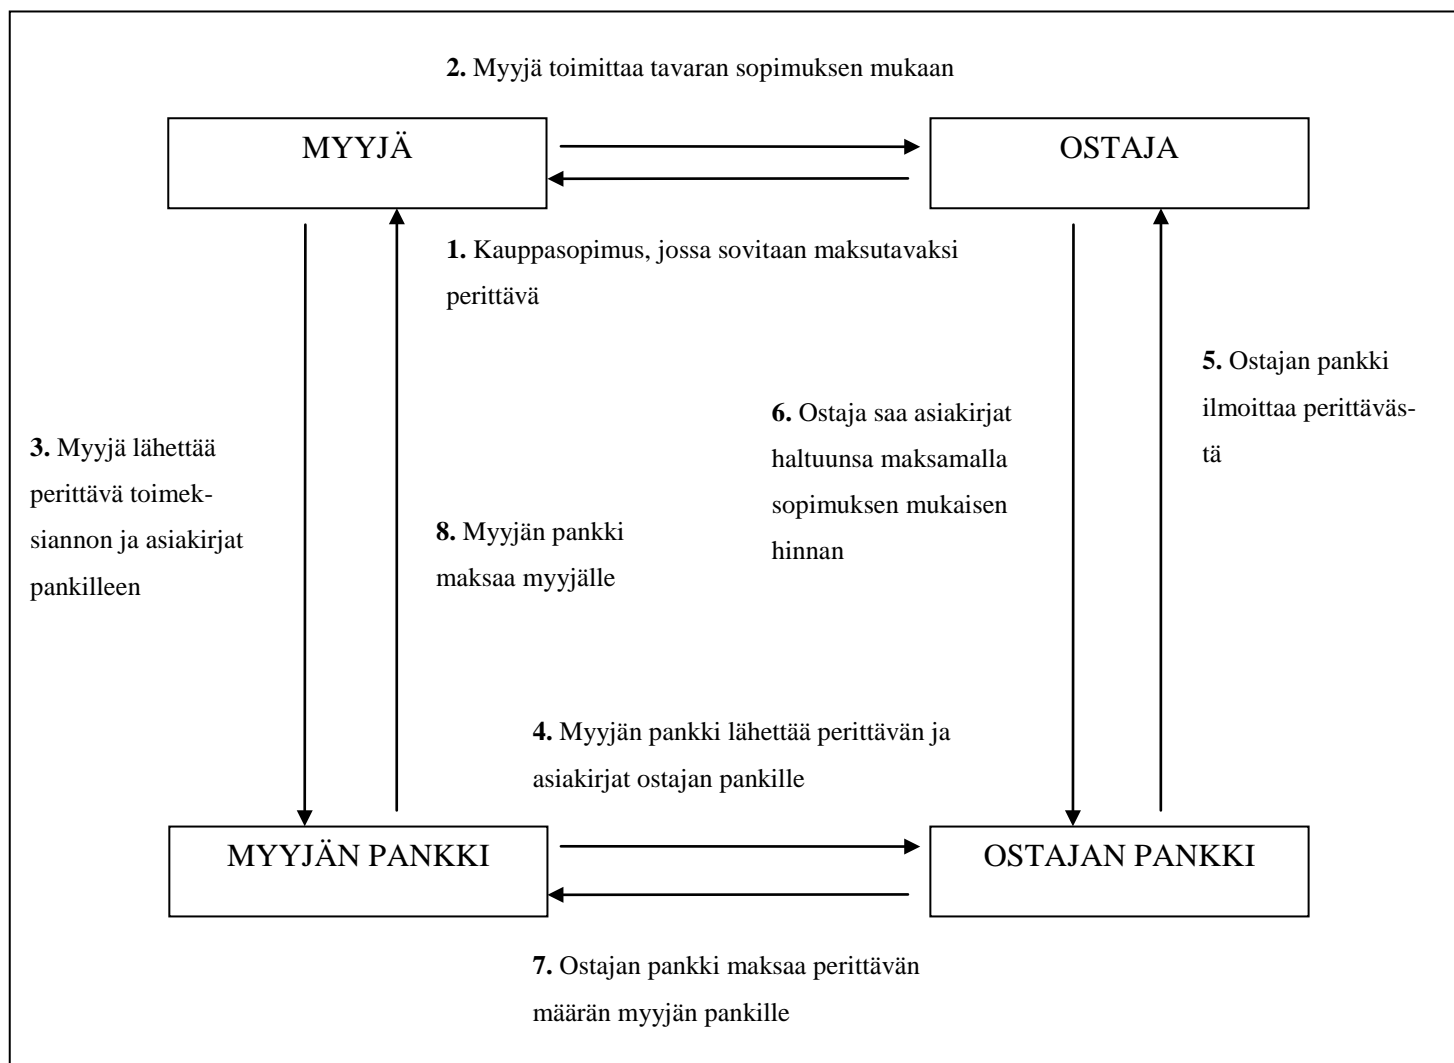 2. Myyjä toimittaa tavaran sopimuksen mukaan
MYYJÄ
OSTAJA
1. Kauppasopimus, jossa sovitaan maksutavaksi
perittävä
5. Ostajan pankki
ilmoittaa perittäväs-
tä
6. Ostaja saa asiakirjat
haltuunsa maksamalla
sopimuksen mukaisen
hinnan
3. Myyjä lähettää
perittävä toimek-
siannon ja asiakirjat
pankilleen
8. Myyjän pankki
maksaa myyjälle
4. Myyjän pankki lähettää perittävän ja
asiakirjat ostajan pankille
MYYJÄN PANKKI
OSTAJAN PANKKI
7. Ostajan pankki maksaa perittävän
määrän myyjän pankille